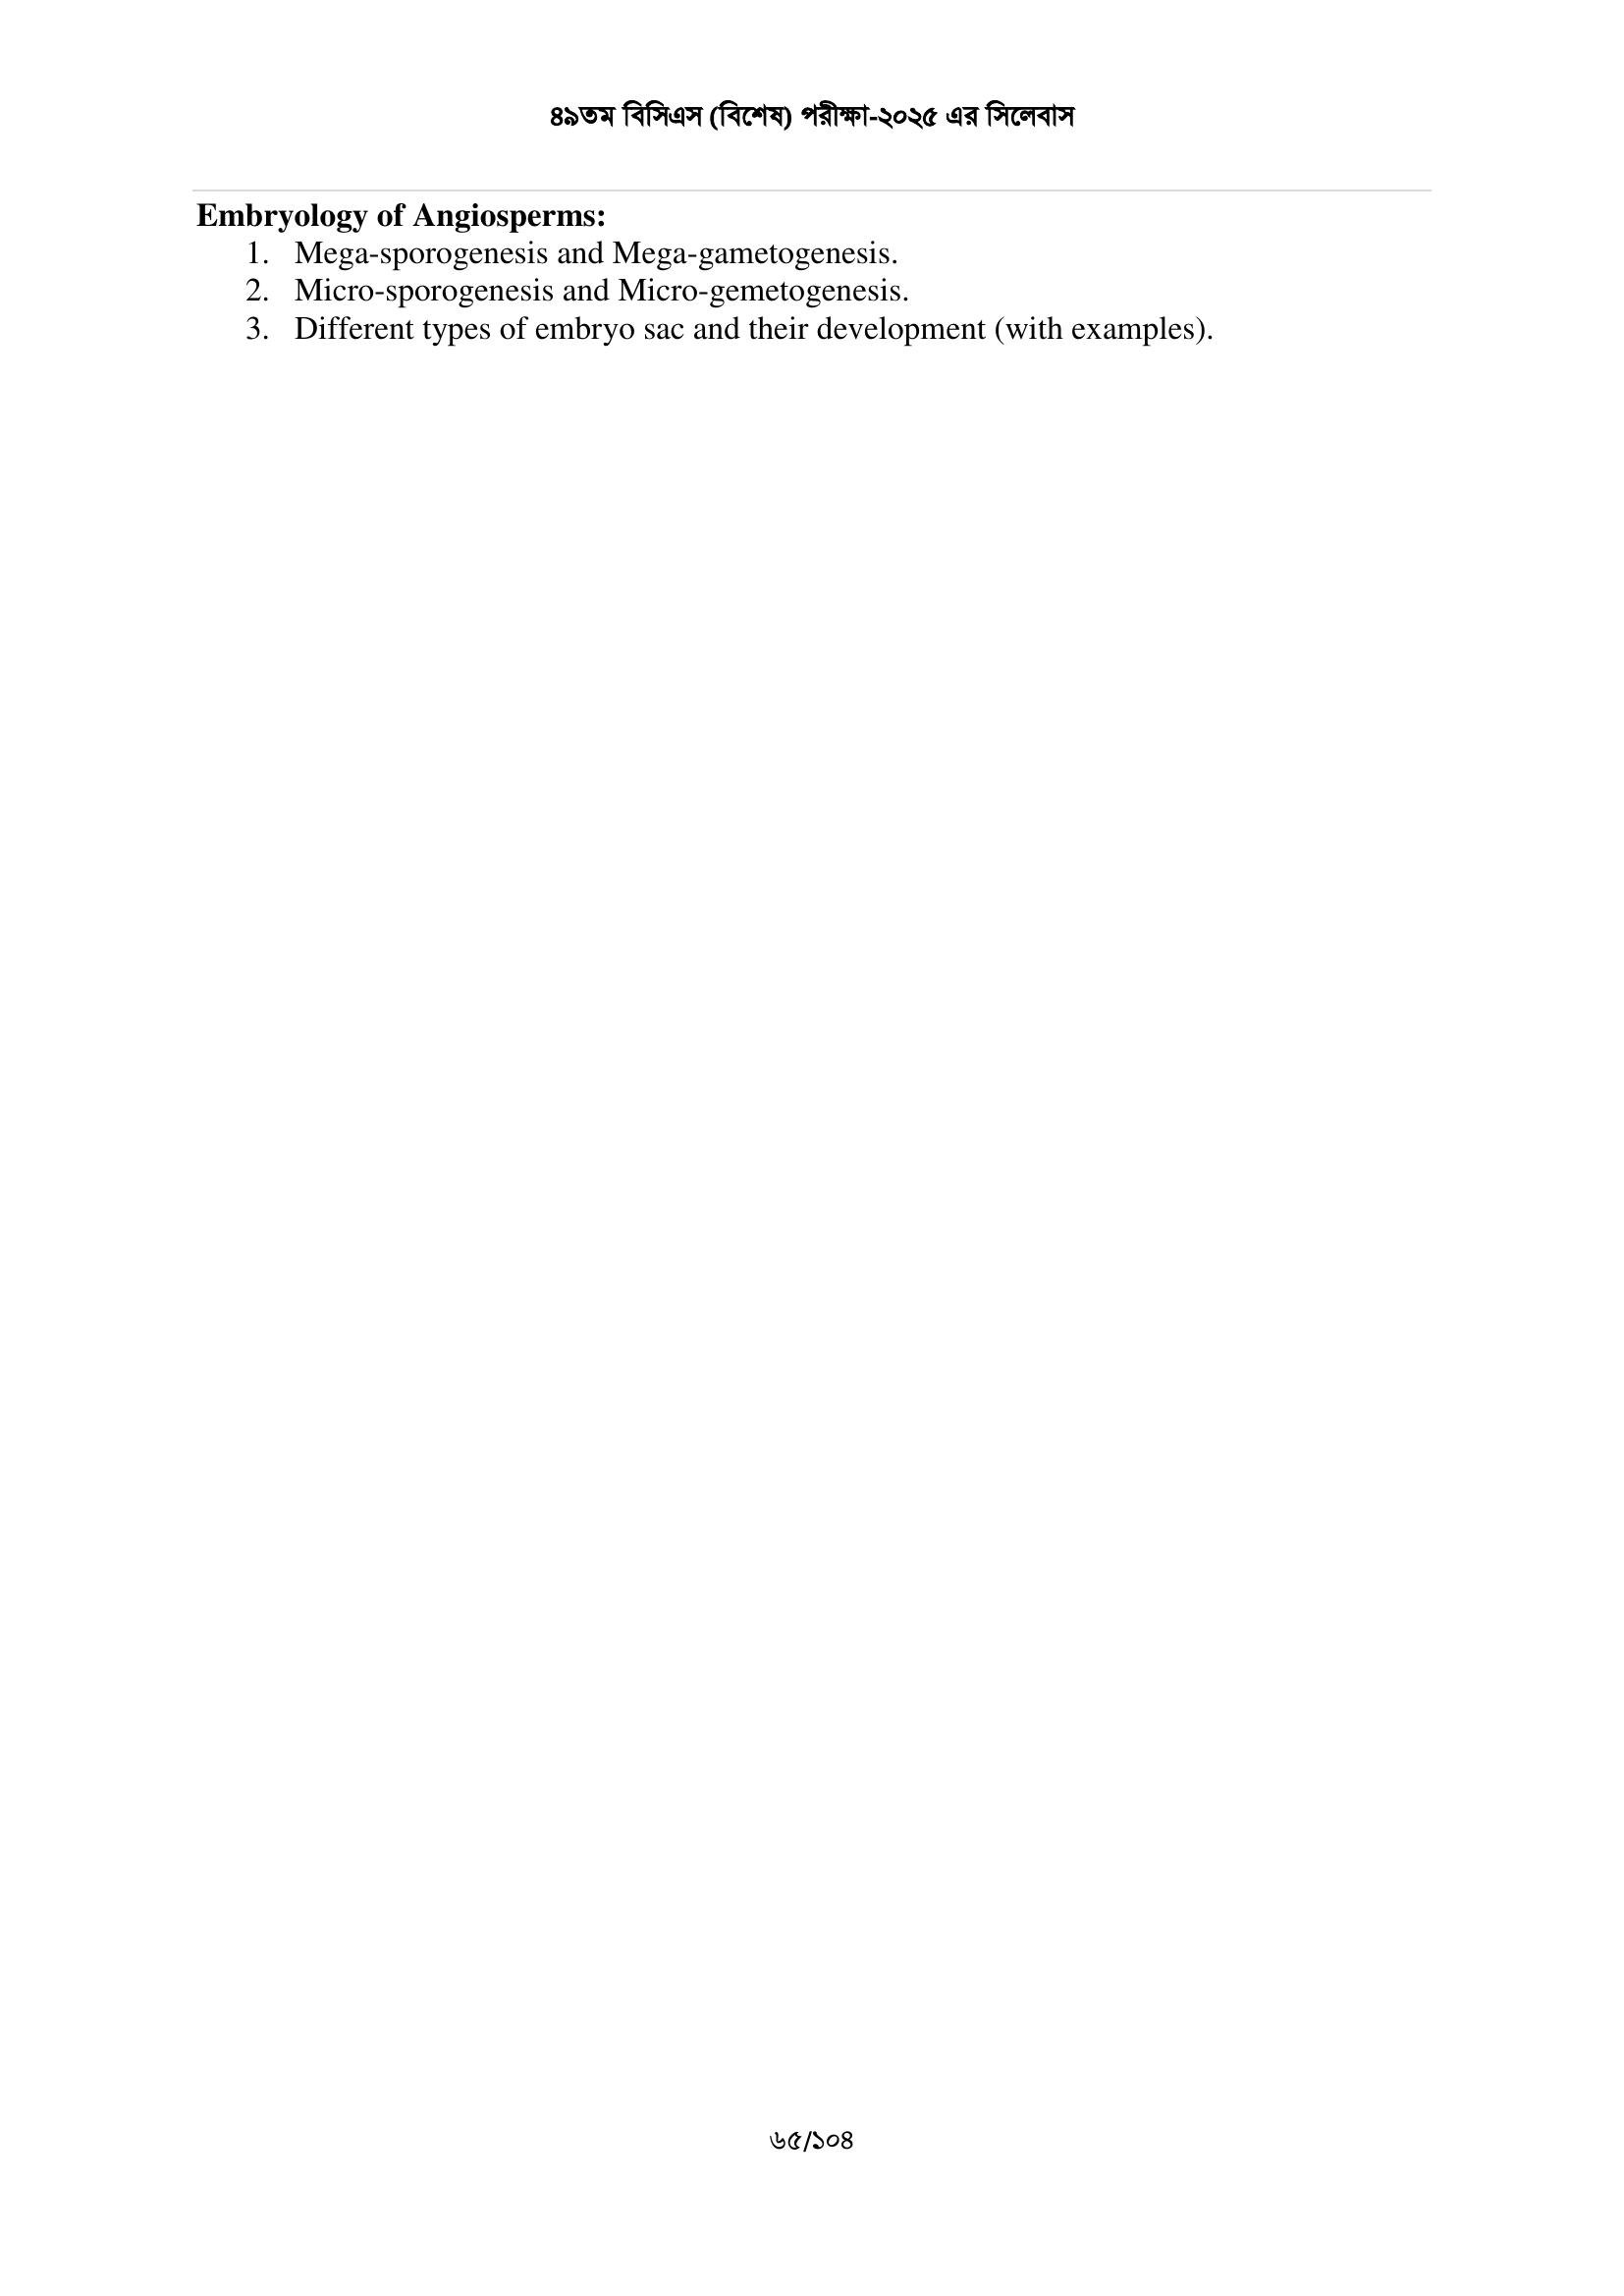 ৪৯তম বিসিএস (বিশেষ) পরীক্ষা-২০২৫ এর সিলেবাস
Embryology of Angiosperms:
1. Mega-sporogenesis and Mega-gametogenesis.
2. Micro-sporogenesis and Micro-gemetogenesis.
3. Different types of embryo sac and their development (with examples).
৬৫/১০৪